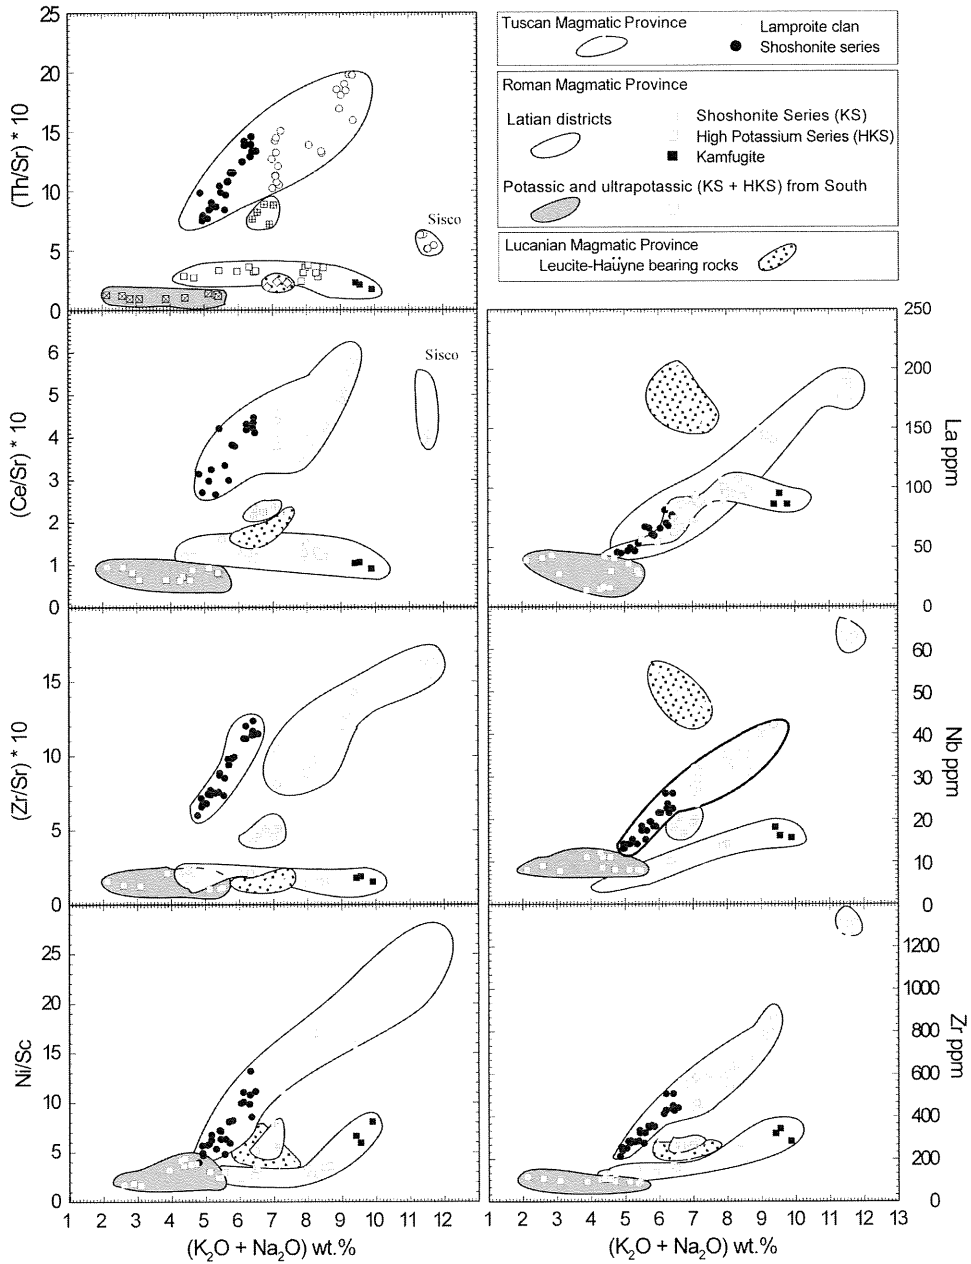 Tuscan Magmatic Province
Lamproite clan
Shoshonite series
Roman Magmatic Province
Latian districts
Shoshonite Series (KS)
High Potassium Series (HKS)
Kamfugite
Potassic and ultrapotassic (KS + HKS) from South
Lucanian Magmatic Province
Leucite-Haüyne bearing rocks
(Th/Sr) * 10
25
20
15
10
5
0
Sisco
(Ce/Sr) * 10
6
5
4
3
2
1
0
Sisco
(Zr/Sr) * 10
15
10
5
0
Ni/Sc
25
20
15
10
5
0
1 2 3 4 5 6 7 8 9 10 11 12
(K2O + Na2O) wt.%
250
200
150
100
50
0
La ppm
60
50
40
30
20
10
0
Nb ppm
1200
1000
800
600
400
200
0
Zr ppm
1 2 3 4 5 6 7 8 9 10 11 12 13
(K2O + Na2O) wt.%